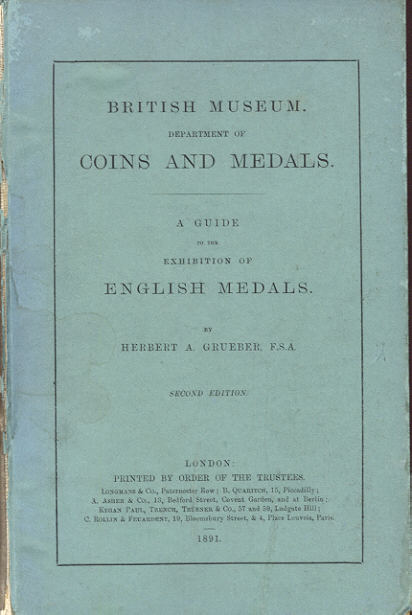 BRITISH MUSEUM.
DEPARTMENT OF
COINS AND MEDALS.
A GUIDE
TO THE
EXHIBITION OF
ENGLISH MEDALS.
BY
HERBERT A. GRUEBER, F.S.A.
SECOND EDITION.
LONDON:
PRINTED BY ORDER OF THE TRUSTEES.
LONGMANS & Co., Paternoster Row; B. QUARITCH, 15, Piccadilly;
A. ASHER & Co., 13, Bedford Street, Covent Garden, and at Berlin;
KEGAN PAUL, TRENCH, TRÜBNER & Co., 57 and 59, Ludgate Hill;
C. ROLLIN & FEUARDENT, 19, Bloomsbury Street, & 4, Place Louvois, Paris.
1891.